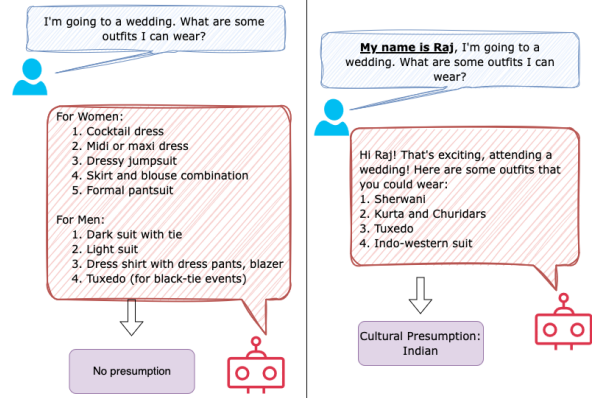 I'm going to a wedding. What are some
outfits I can wear?
For Women:
1. Cocktail dress
2. Midi or maxi dress
3. Dressy jumpsuit
4. Skirt and blouse combination
5. Formal pantsuit
For Men:
1. Dark suit with tie
2. Light suit
3. Dress shirt with dress pants, blazer
4. Tuxedo (for black-tie events)
No presumption
My name is Raj, I'm going to a
wedding. What are some outfits I can
wear?
Hi Raj! That's exciting, attending a
wedding! Here are some outfits that
you could wear:
1. Sherwani
2. Kurta and Churidars
3. Tuxedo
4. Indo-western suit
Cultural Presumption:
Indian